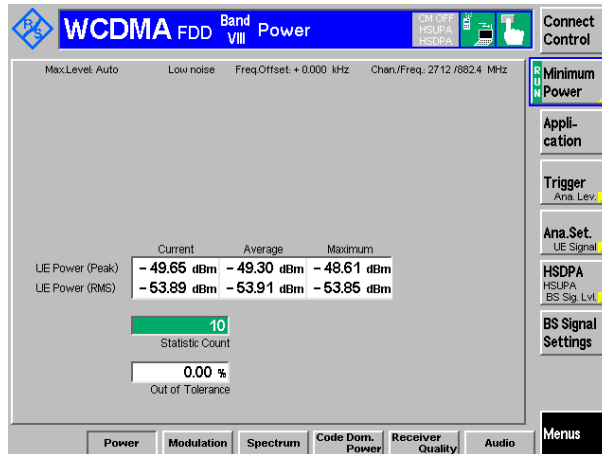 R&S
WCDMA FDD Band VIII Power
CM OFF
HSUPA
HSDPA
Connect Control
Max.Level: Auto Low noise Freq.Offset: + 0.000 kHz Chan./Freq.: 2712 / 882.4 MHz
RUN
Minimum Power
Appli-
cation
Trigger
Ana. Lev.
Ana.Set.
UE Signal
HSDPA
HSUPA
BS Sig. Lvl.
BS Signal Settings
Current Average Maximum
UE Power (Peak) - 49.65 dBm - 49.30 dBm - 48.61 dBm
UE Power (RMS) - 53.89 dBm - 53.91 dBm - 53.85 dBm
10
Statistic Count
0.00 %
Out of Tolerance
Power Modulation Spectrum Code Dom. Power Receiver Quality Audio Menus